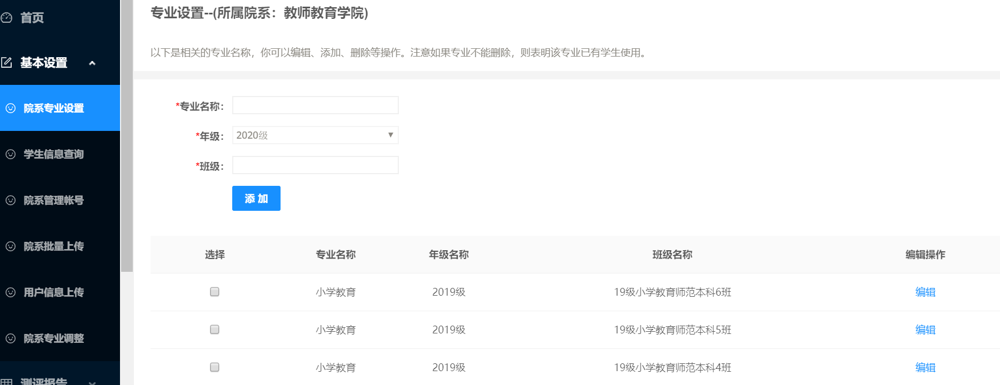 首页
基本设置
院系专业设置
学生信息查询
院系管理帐号
院系批量上传
用户信息上传
院系专业调整
测评报告
专业设置--(所属院系：教师教育学院)
以下是相关的专业名称，你可以编辑、添加、删除等操作。注意如果专业不能删除，则表明该专业已有学生使用。
*专业名称：
*年级： 2020级
*班级：
添 加
选择 专业名称 年级名称 班级名称 编辑操作
小学教育 2019级 19级小学教育师范本科6班 编辑
小学教育 2019级 19级小学教育师范本科5班 编辑
小学教育 2019级 19级小学教育师范本科4班 编辑